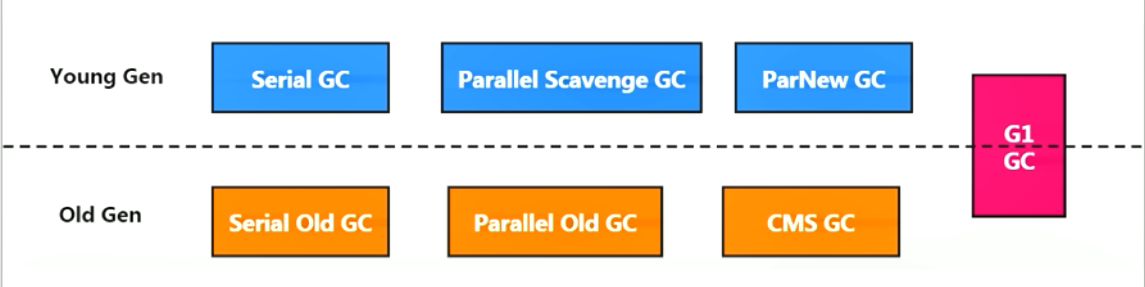 Young Gen
Serial GC
Parallel Scavenge GC
ParNew GC
G1
GC
Old Gen
Serial Old GC
Parallel Old GC
CMS GC